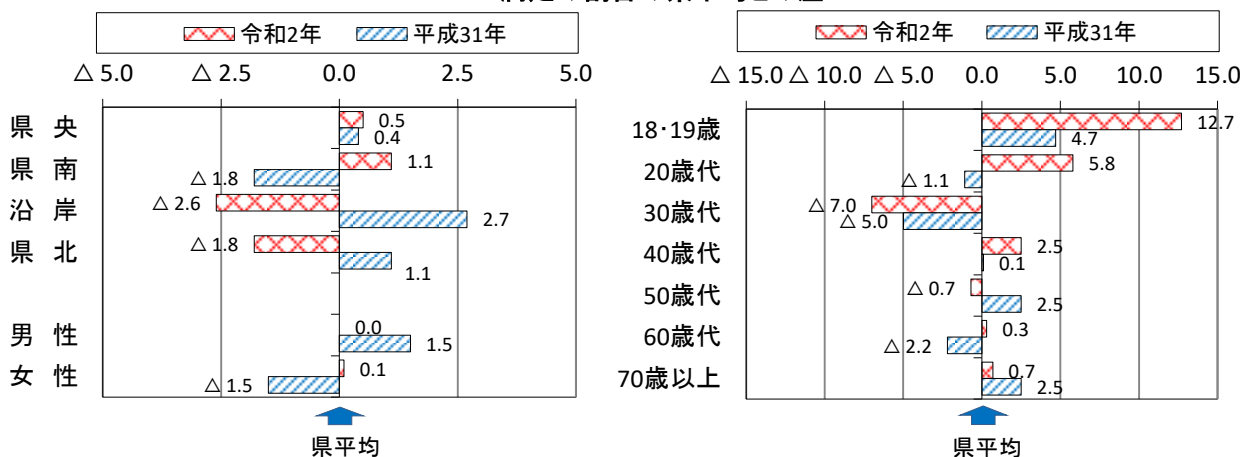 令和2年 平成31年
△ 5.0 △ 2.5 0.0 2.5 5.0
県 央 0.5
0.4
県 南 1.1
△ 1.8
沿 岸 △ 2.6
2.7
県 北 △ 1.8
1.1
男 性 0.0
1.5
女 性 0.1
△ 1.5
県平均
令和2年 平成31年
△ 15.0 △ 10.0 △ 5.0 0.0 5.0 10.0 15.0
18・19歳 12.7
4.7
20歳代 5.8
△ 1.1
30歳代 △ 7.0
△ 5.0
40歳代 2.5
0.1
50歳代 △ 0.7
2.5
60歳代 0.3
△ 2.2
70歳以上 0.7
2.5
県平均